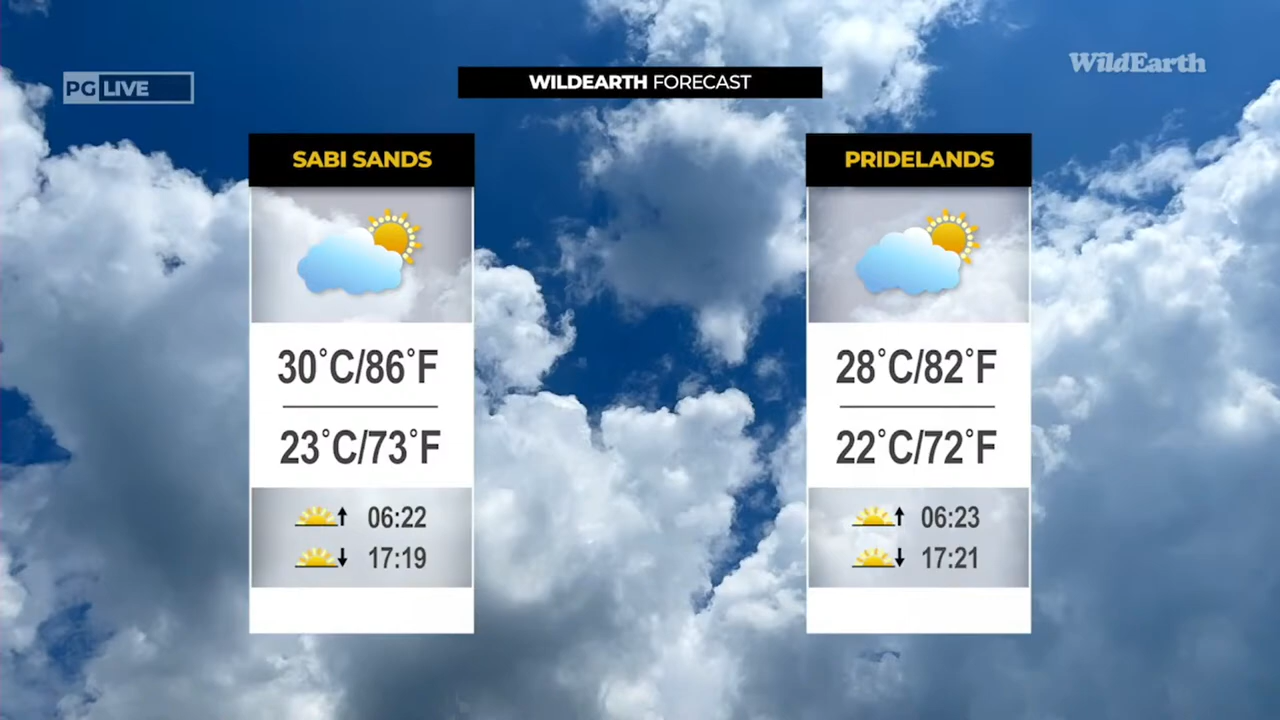 PG LIVE
WildEarth
WILDEARTH FORECAST
SABI SANDS
30°C/86°F
23°C/73°F
06:22
17:19
PRIDELANDS
28°C/82°F
22°C/72°F
06:23
17:21